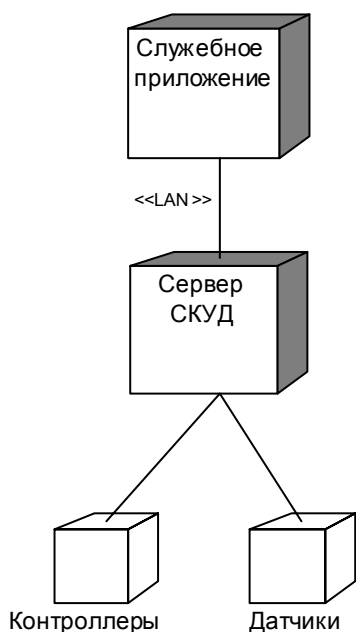 Служебное
приложение
<<LAN>>
Сервер
СКУД
Контроллеры
Датчики